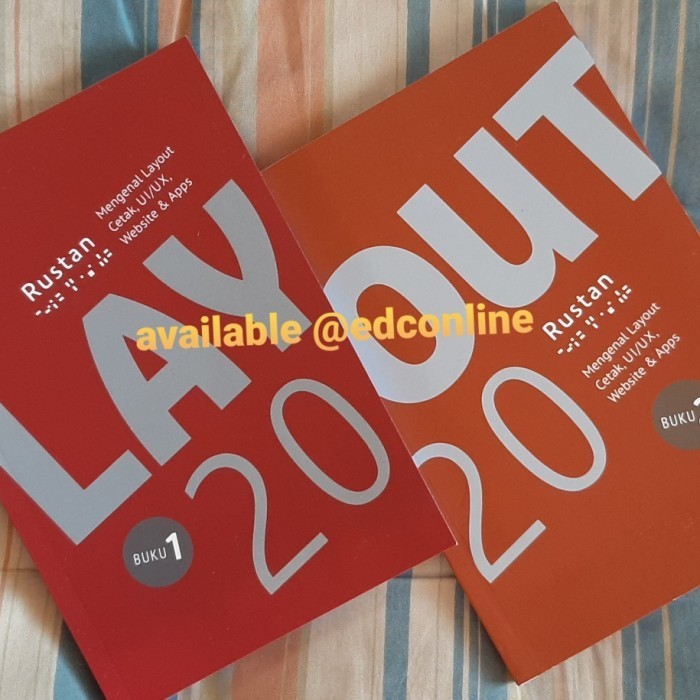 Rustan
Mengenal Layout
Cetak, UI/UX,
Website & Apps
LAY
20
BUKU 1
OUT
20
Rustan
Mengenal Layout
Cetak, UI/UX,
Website & Apps
BUKU
available @edconline